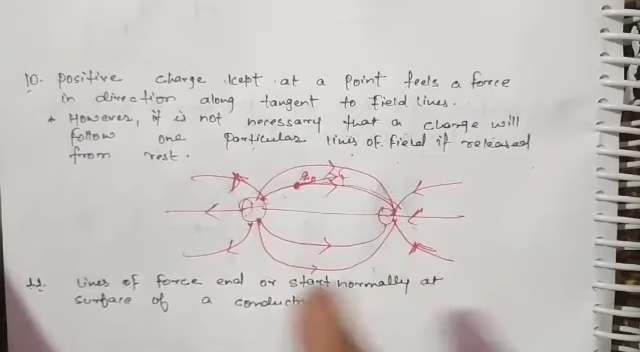 10. Positive charge kept at a point feels a force
in direction along tangent to field lines.
* However, it is not necessary that a charge will
follow one particular lines of field if released
from rest.
11. Lines of force end or start normally at
surface of a